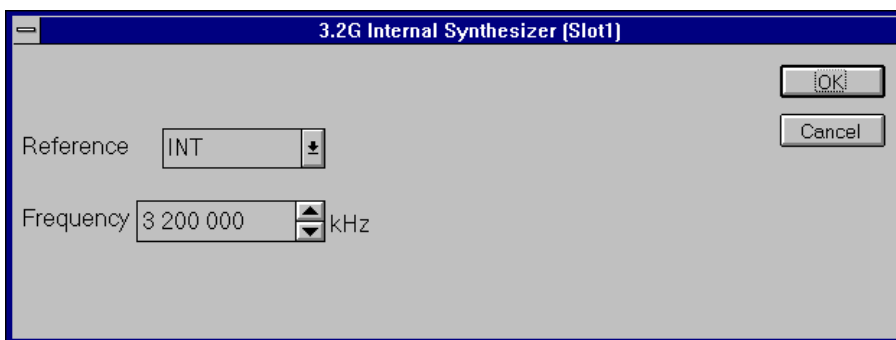 3.2G Internal Synthesizer (Slot1)
OK
Cancel
Reference INT
Frequency 3 200 000 kHz